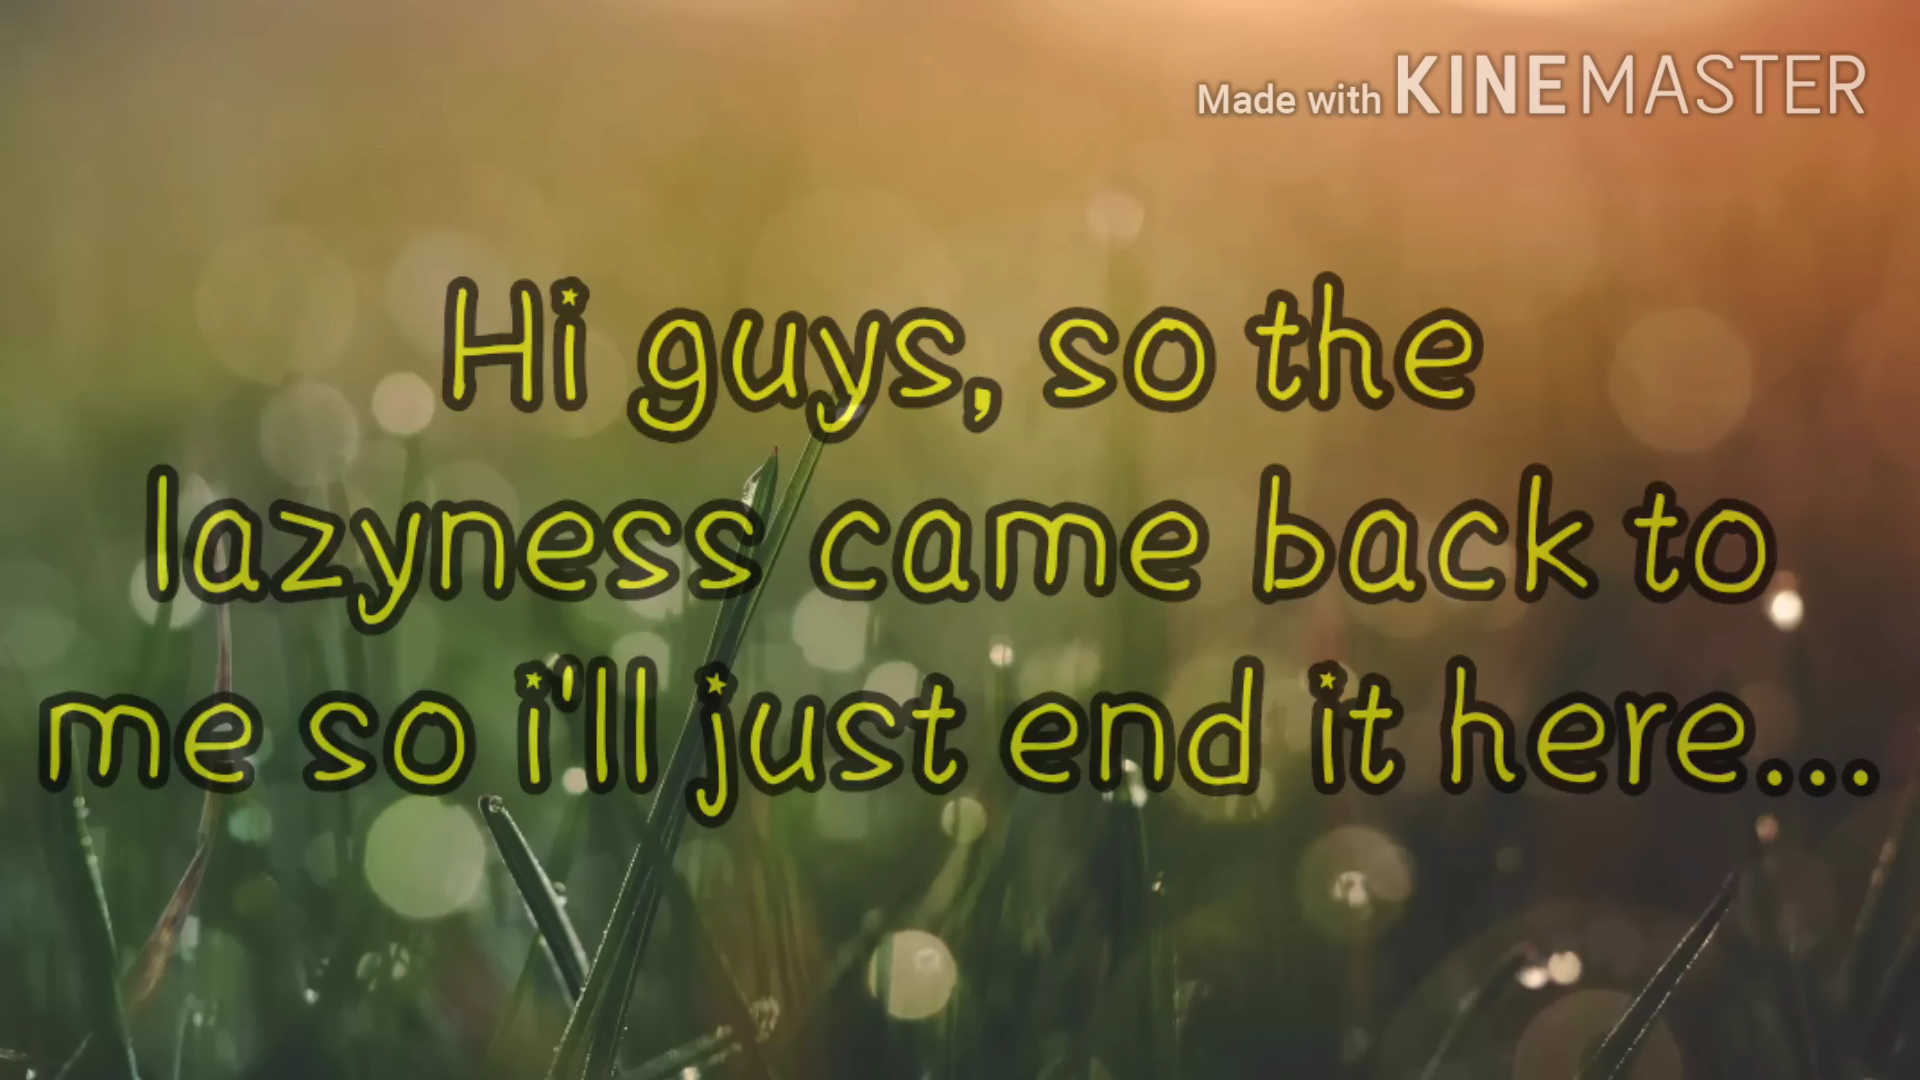 Made with KINEMASTER
Hi guys, so the
lazyness came back to
me so i'll just end it here...